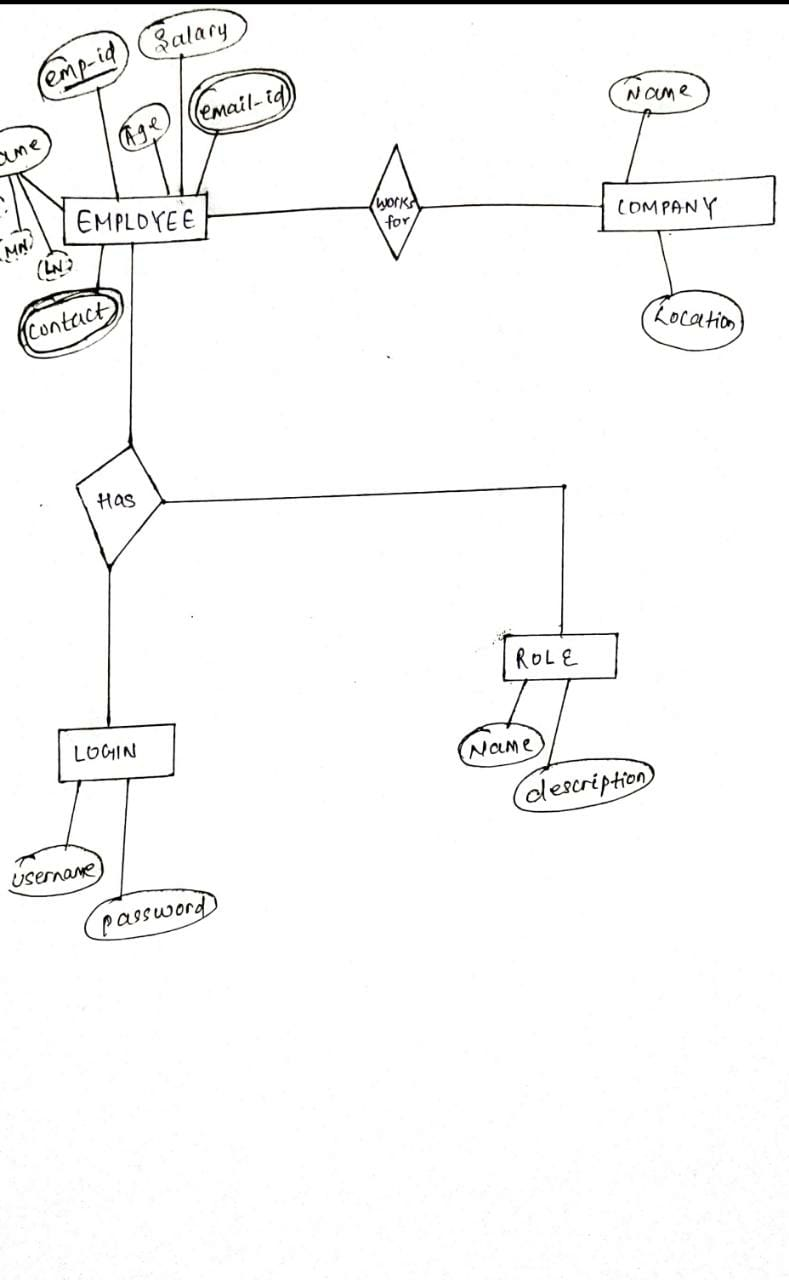 Salary
emp-id
email-id
Name
Age
ame
EMPLOYEE
works
for
COMPANY
MN
LN
contact
Location
Has
ROLE
Name
description
LOGIN
username
password